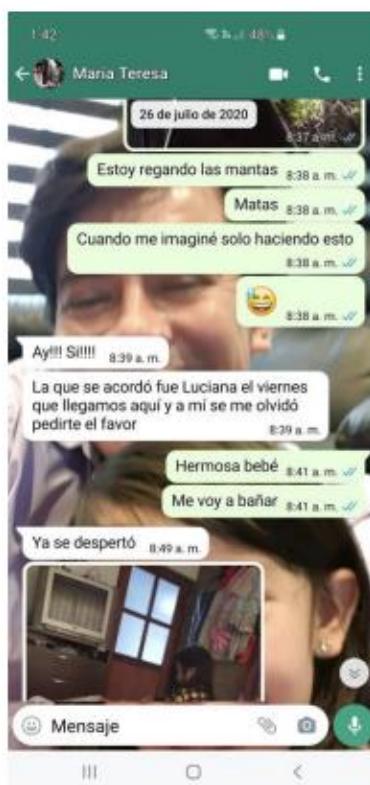 1:42
48%
Maria Teresa
26 de julio de 2020
8:37 a. m.
Estoy regando las mantas 8:38 a. m.
Matas 8:38 a. m.
Cuando me imaginé solo haciendo esto
8:38 a. m.
8:38 a. m.
Ay!!! Si!!!! 8:39 a. m.
La que se acordó fue Luciana el viernes
que llegamos aquí y a mi se me olvidó
pedirte el favor
8:39 a. m.
Hermosa bebé 8:41 a. m.
Me voy a bañar 8:41 a. m.
Ya se despertó 8:49 a. m.
Mensaje